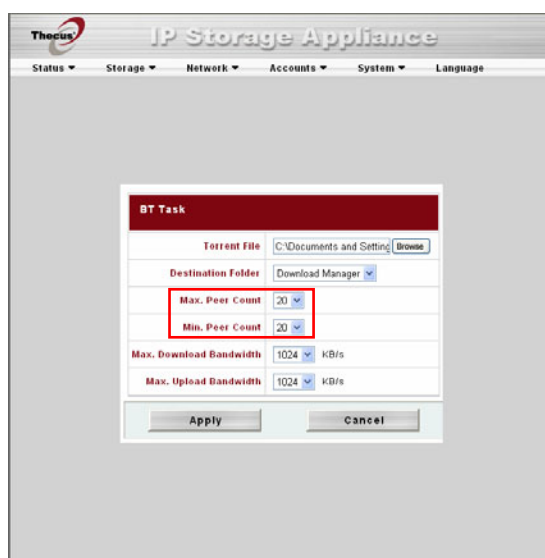 Thecus
IP Storage Appliance
Status Storage Network Accounts System Language
BT Task
Torrent File C:\Documents and Setting Browse
Destination Folder Download Manager
Max. Peer Count 20
Min. Peer Count 20
Max. Download Bandwidth 1024 KB/s
Max. Upload Bandwidth 1024 KB/s
Apply Cancel